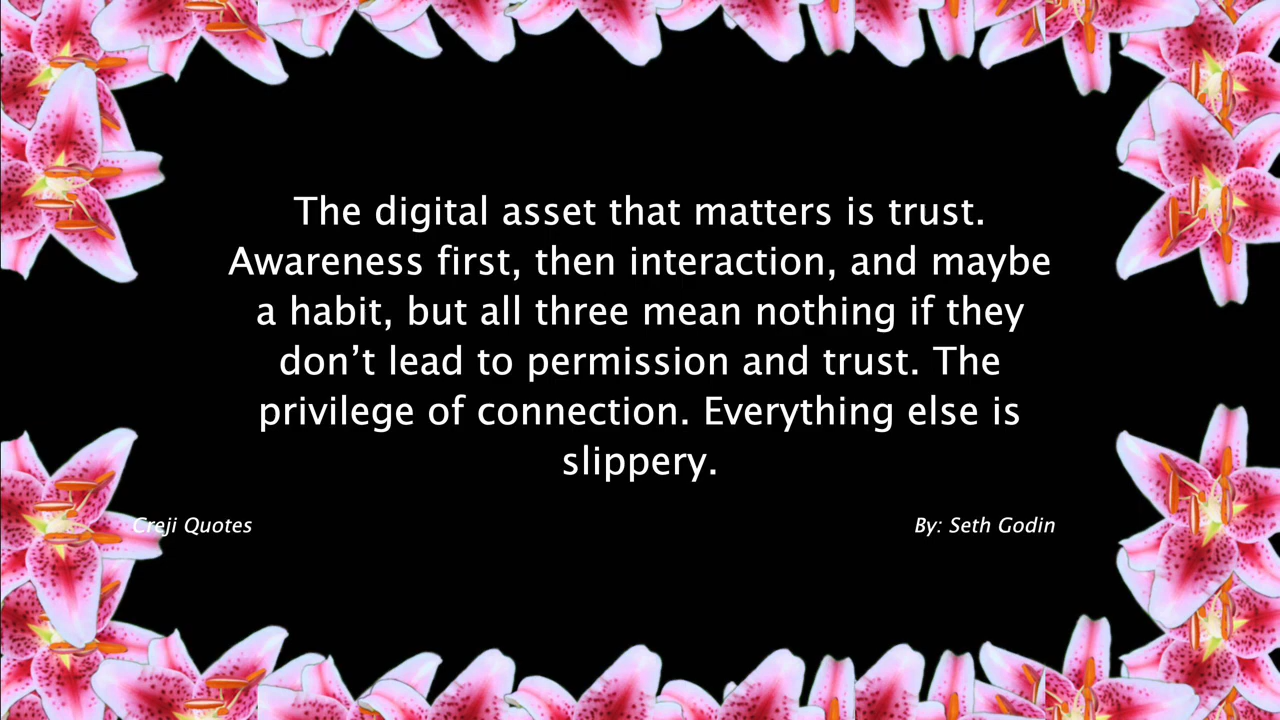 The digital asset that matters is trust.
Awareness first, then interaction, and maybe
a habit, but all three mean nothing if they
don’t lead to permission and trust. The
privilege of connection. Everything else is
slippery.
Creji Quotes
By: Seth Godin